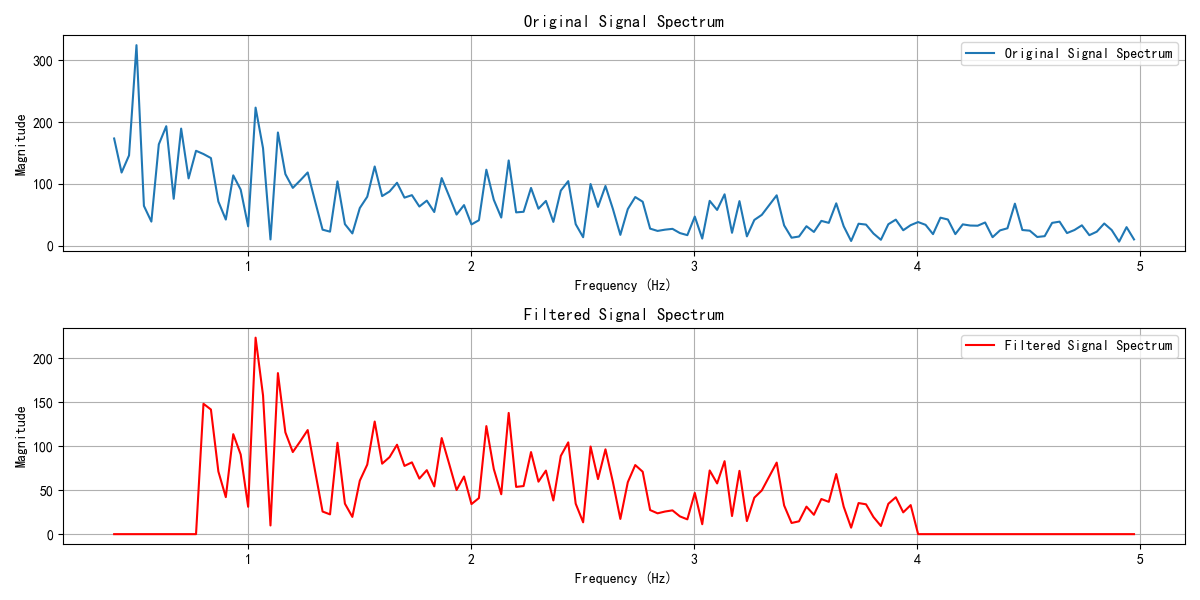 Original Signal Spectrum
Original Signal Spectrum
Magnitude
300
200
100
0
1 2 3 4 5
Frequency (Hz)
Filtered Signal Spectrum
Filtered Signal Spectrum
Magnitude
200
150
100
50
0
1 2 3 4 5
Frequency (Hz)